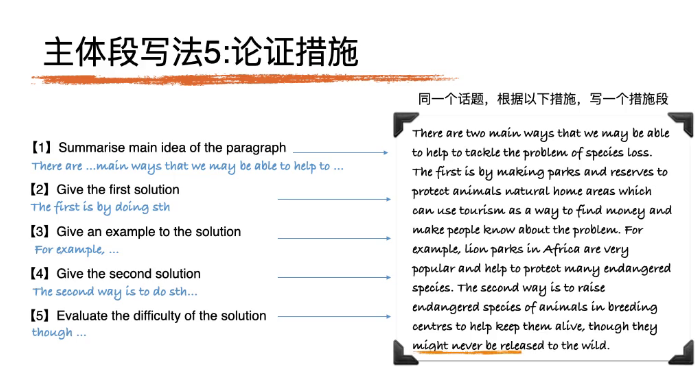 主体段写法5:论证措施
同一个话题，根据以下措施，写一个措施段
【1】Summarise main idea of the paragraph
There are ...main ways that we may be able to help to ...
【2】Give the first solution
The first is by doing sth
【3】Give an example to the solution
For example, ...
【4】Give the second solution
The second way is to do sth...
【5】Evaluate the difficulty of the solution
though ...
There are two main ways that we may be able
to help to tackle the problem of species loss.
The first is by making parks and reserves to
protect animals natural home areas which
can use tourism as a way to find money and
make people know about the problem. For
example, lion parks in Africa are very
popular and help to protect many endangered
species. The second way is to raise
endangered species of animals in breeding
centres to help keep them alive, though they
might never be released to the wild.